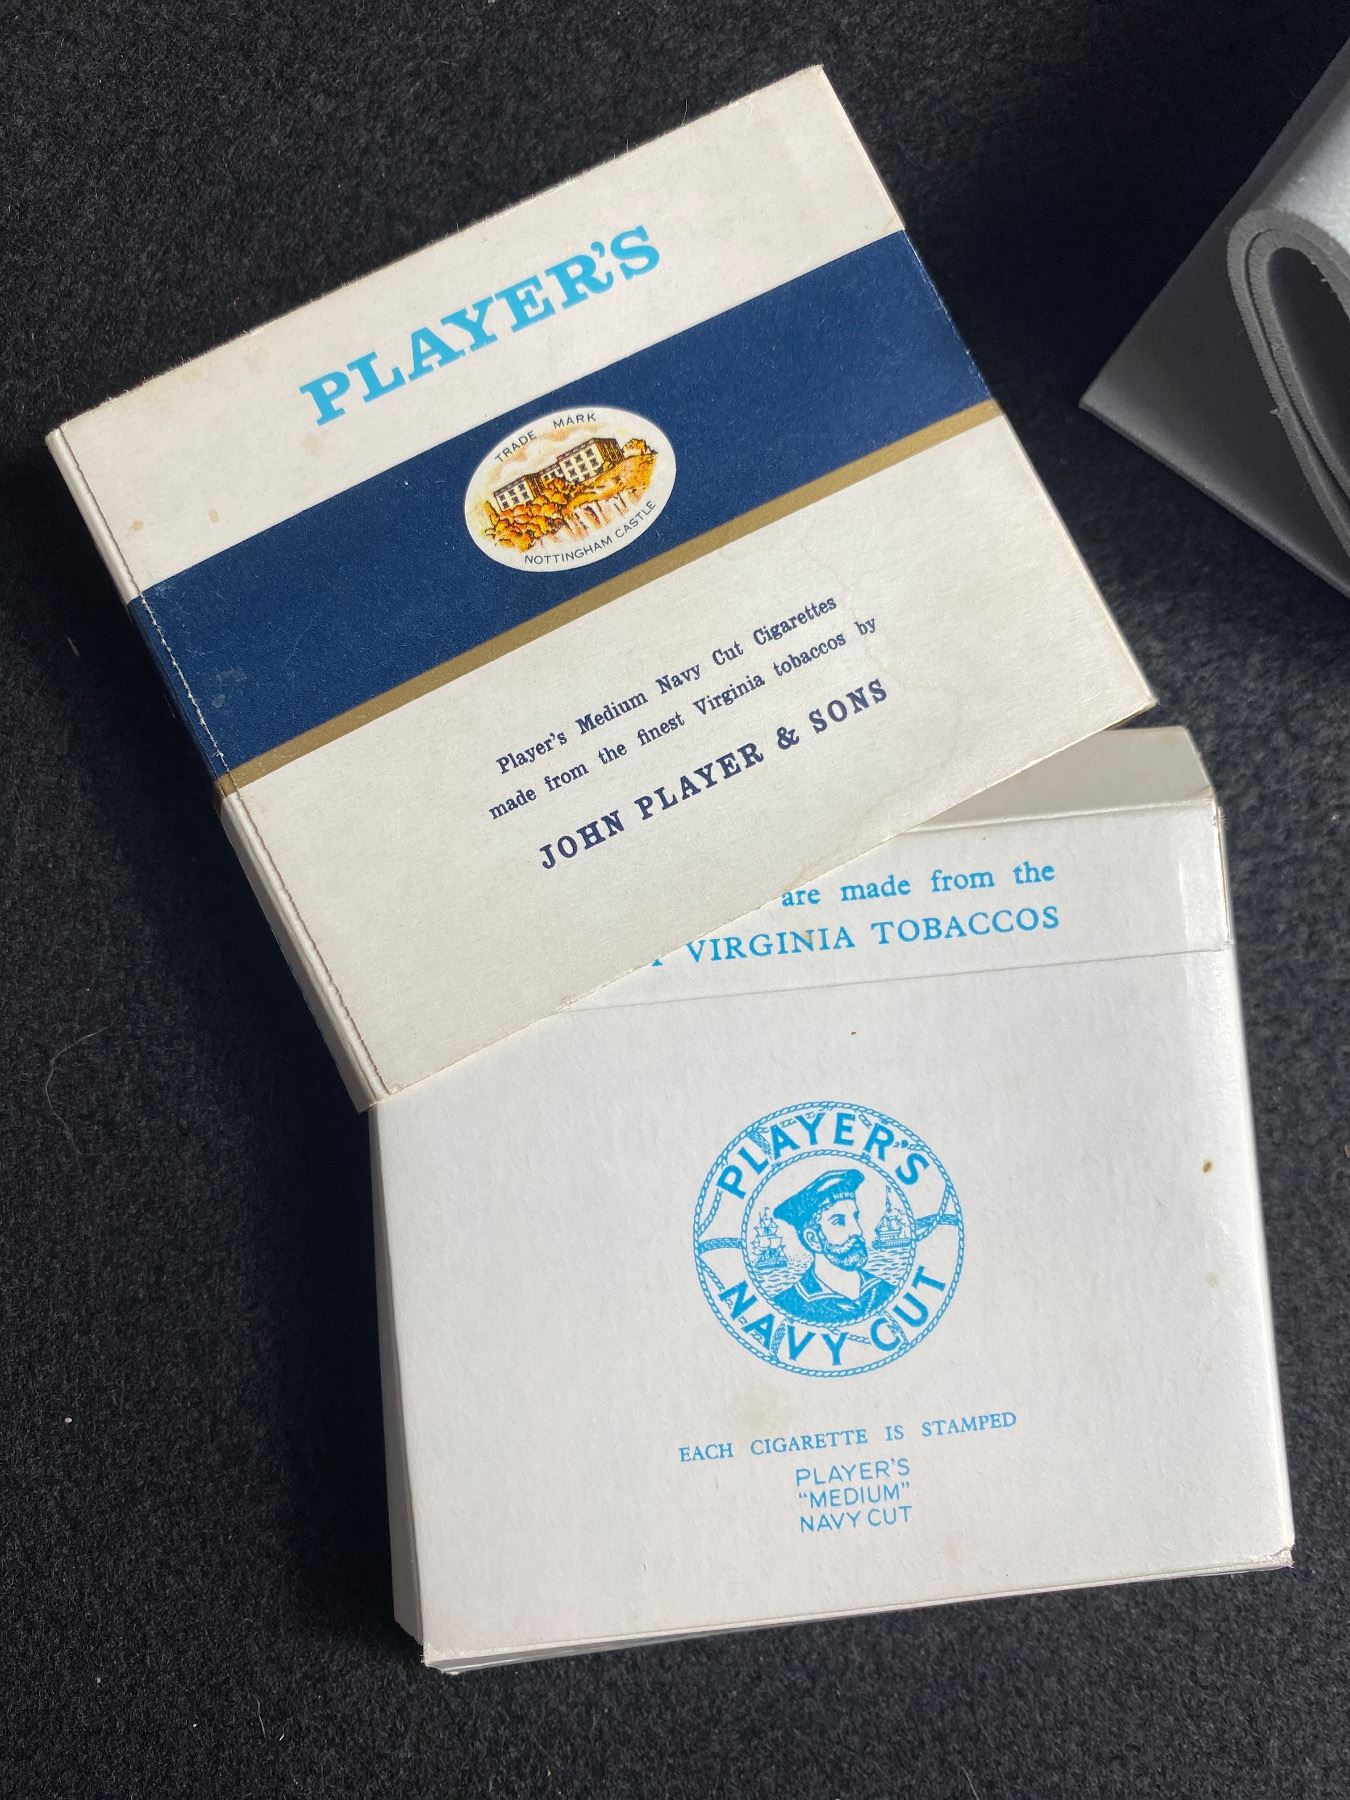 PLAYER'S
TRADE MARK
NOTTINGHAM CASTLE
Player's Medium Navy Cut Cigarettes
made from the finest Virginia tobaccos by
JOHN PLAYER & SONS
are made from the
VIRGINIA TOBACCOS
PLAYER'S
HERO
NAVY CUT
EACH CIGARETTE IS STAMPED
PLAYER'S
"MEDIUM"
NAVY CUT